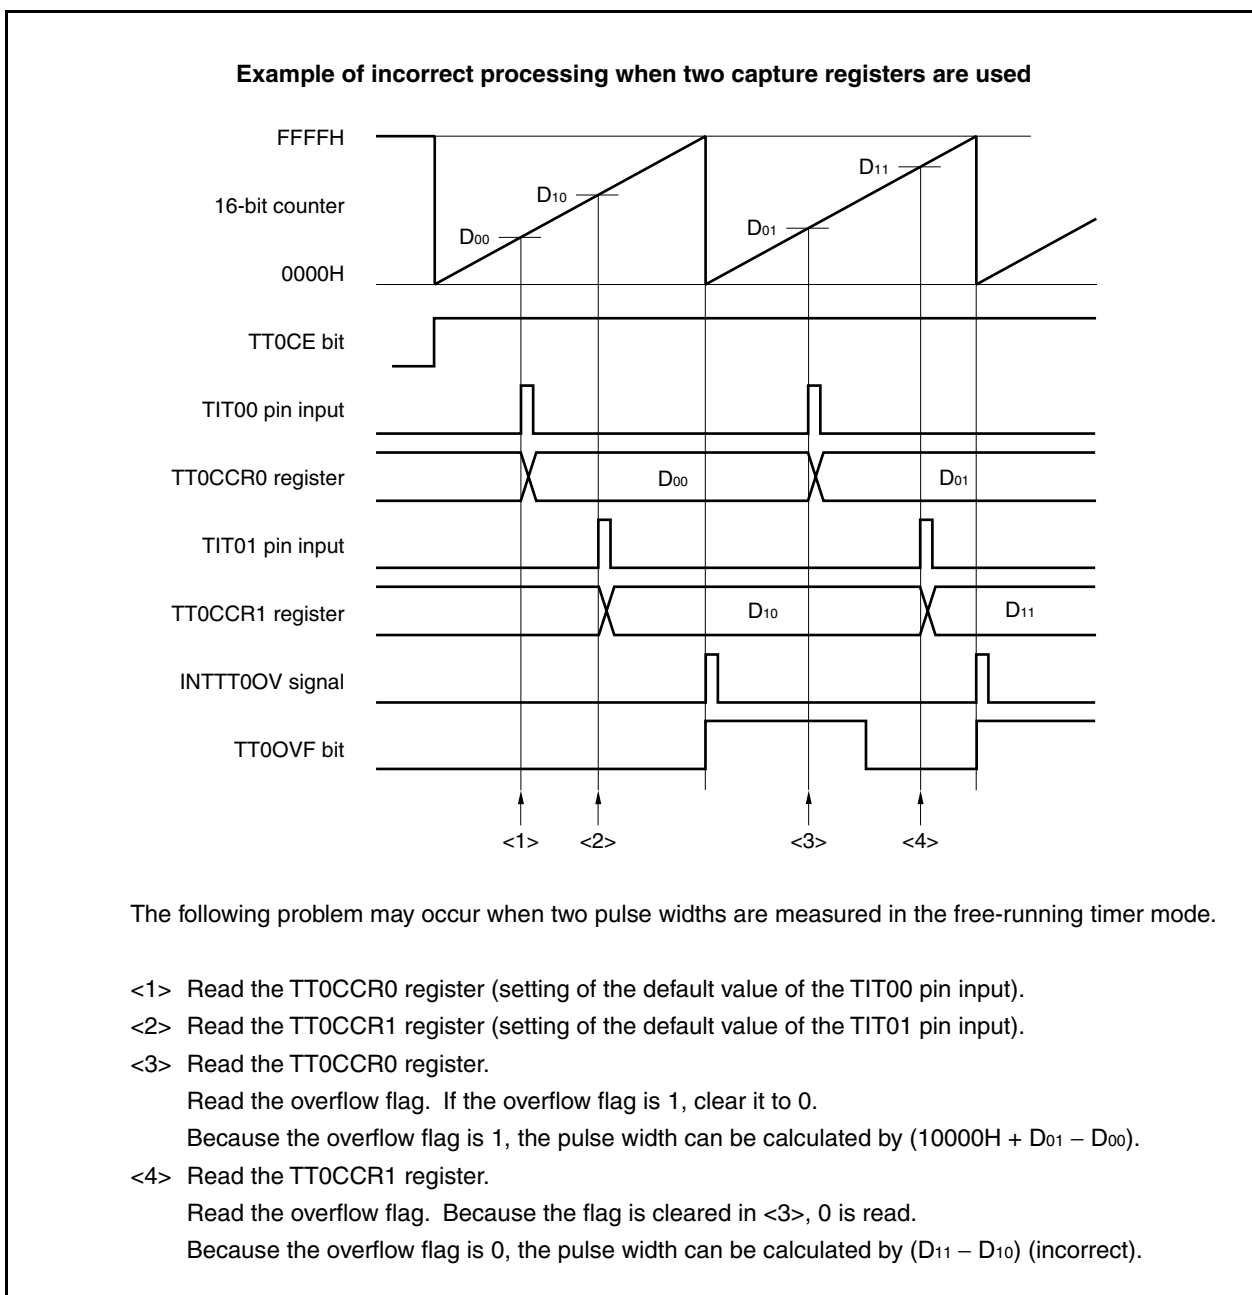 Example of incorrect processing when two capture registers are used
FFFFH
D11
D10
16-bit counter
D01
D00
0000H
TT0CE bit
TIT00 pin input
TT0CCR0 register
D00
D01
TIT01 pin input
TT0CCR1 register
D10
D11
INTTT0OV signal
TT0OVF bit
<1> <2> <3> <4>
The following problem may occur when two pulse widths are measured in the free-running timer mode.
<1> Read the TT0CCR0 register (setting of the default value of the TIT00 pin input).
<2> Read the TT0CCR1 register (setting of the default value of the TIT01 pin input).
<3> Read the TT0CCR0 register.
Read the overflow flag. If the overflow flag is 1, clear it to 0.
Because the overflow flag is 1, the pulse width can be calculated by (10000H + D01 − D00).
<4> Read the TT0CCR1 register.
Read the overflow flag. Because the flag is cleared in <3>, 0 is read.
Because the overflow flag is 0, the pulse width can be calculated by (D11 − D10) (incorrect).